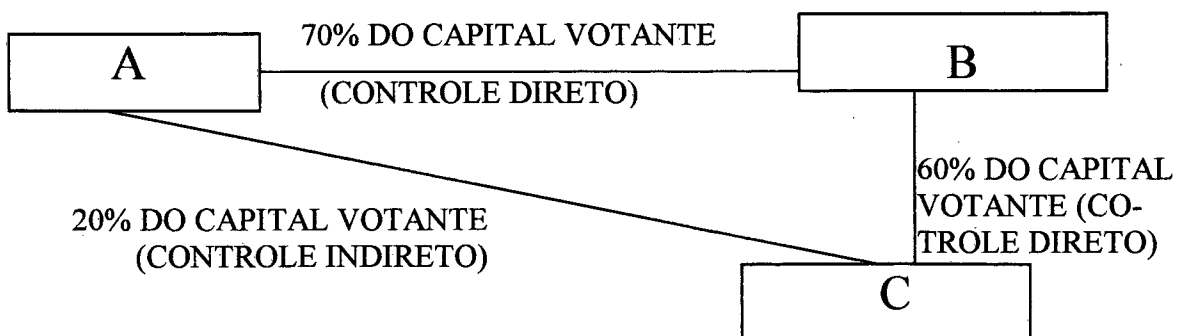 70% DO CAPITAL VOTANTE
A
B
(CONTROLE DIRETO)
60% DO CAPITAL
VOTANTE (CO-
TROLE DIRETO)
20% DO CAPITAL VOTANTE
(CONTROLE INDIRETO)
C